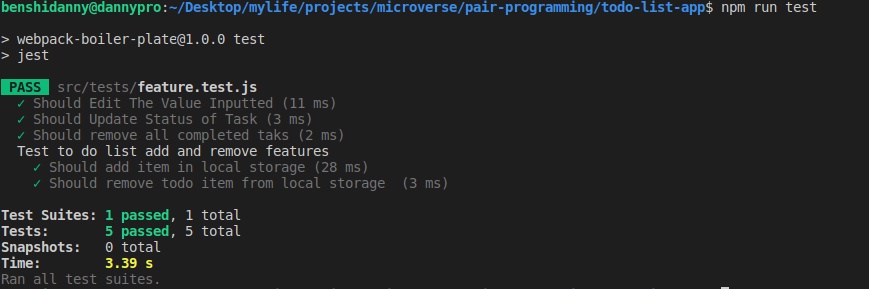 benshidanny@dannypro:~/Desktop/mylife/projects/microverse/pair-programming/todo-list-app$ npm run test
> webpack-boiler-plate@1.0.0 test
> jest
PASS src/tests/feature.test.js
✓ Should Edit The Value Inputted (11 ms)
✓ Should Update Status of Task (3 ms)
✓ Should remove all completed taks (2 ms)
Test to do list add and remove features
✓ Should add item in local storage (28 ms)
✓ Should remove todo item from local storage  (3 ms)
Test Suites: 1 passed, 1 total
Tests:       5 passed, 5 total
Snapshots:   0 total
Time:        3.39 s
Ran all test suites.